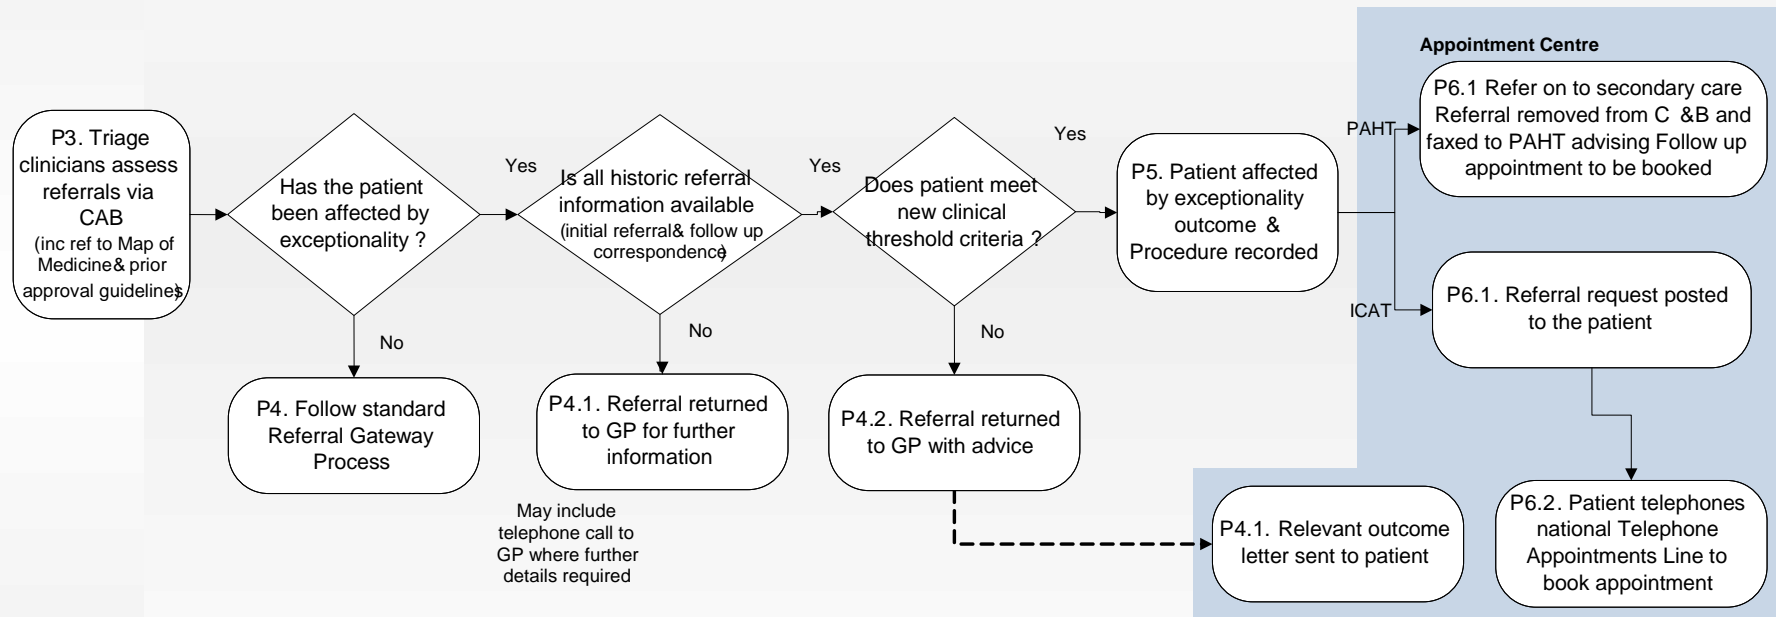 Appointment Centre
P3. Triage
clinicians assess
referrals via
CAB
(inc ref to Map of
Medicine& prior
approval guidelines)
Has the patient
been affected by
exceptionality ?
Yes
No
P4. Follow standard
Referral Gateway
Process
Is all historic referral
information available
(initial referral& follow up
correspondence)
Yes
No
P4.1. Referral returned
to GP for further
information
May include
telephone call to
GP where further
details required
Does patient meet
new clinical
threshold criteria ?
Yes
No
P4.2. Referral returned
to GP with advice
P4.1. Relevant outcome
letter sent to patient
P5. Patient affected
by exceptionality
outcome &
Procedure recorded
PAHT
P6.1 Refer on to secondary care
Referral removed from C &B and
faxed to PAHT advising Follow up
appointment to be booked
ICAT
P6.1. Referral request posted
to the patient
P6.2. Patient telephones
national Telephone
Appointments Line to
book appointment